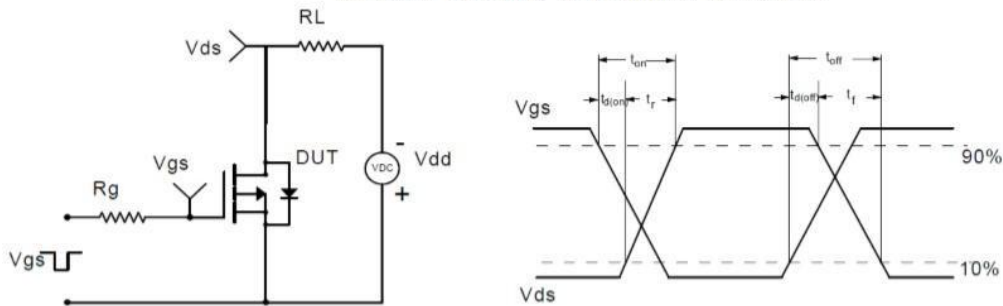 RL
Vds
Vgs
DUT
-
Vdd
VDC
+
Rg
Vgs
ton
toff
td(on)
tr
td(off)
tf
Vgs
90%
10%
Vds